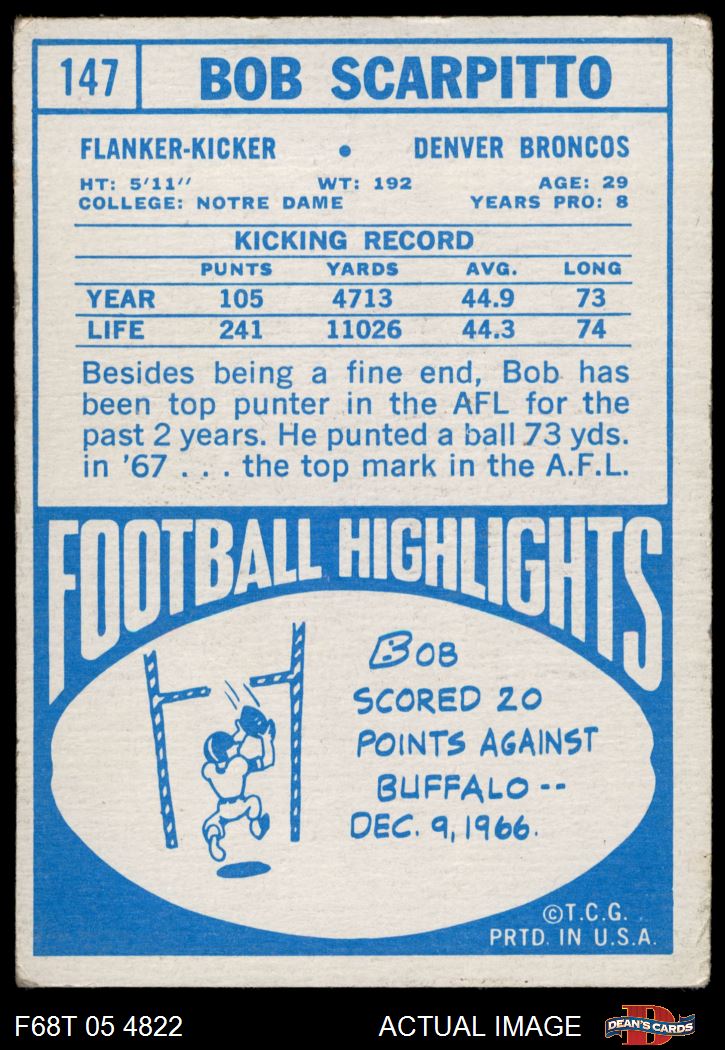 147 BOB SCARPITTO
FLANKER-KICKER • DENVER BRONCOS
HT: 5'11" WT: 192 AGE: 29
COLLEGE: NOTRE DAME YEARS PRO: 8
KICKING RECORD
PUNTS YARDS AVG. LONG
YEAR 105 4713 44.9 73
LIFE 241 11026 44.3 74
Besides being a fine end, Bob has
been top punter in the AFL for the
past 2 years. He punted a ball 73 yds.
in '67 . . . the top mark in the A.F.L.
FOOTBALL HIGHLIGHTS
BOB
SCORED 20
POINTS AGAINST
BUFFALO --
DEC. 9, 1966.
©T.C.G.
PRTD. IN U.S.A.
F68T 05 4822 ACTUAL IMAGE D DEAN'S CARDS